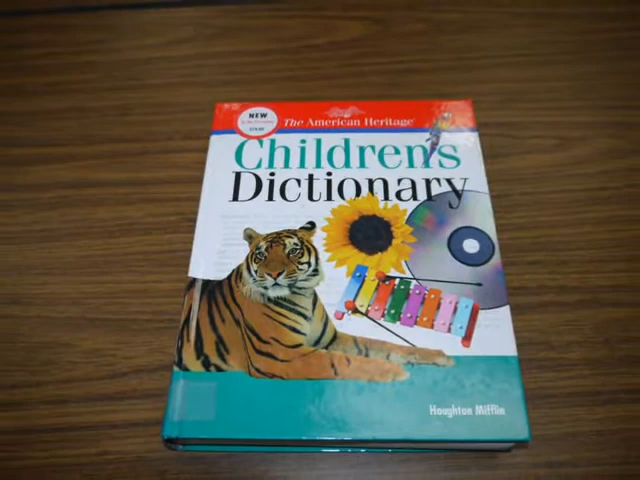 NEW
The American Heritage
Children's
Dictionary
Houghton Mifflin